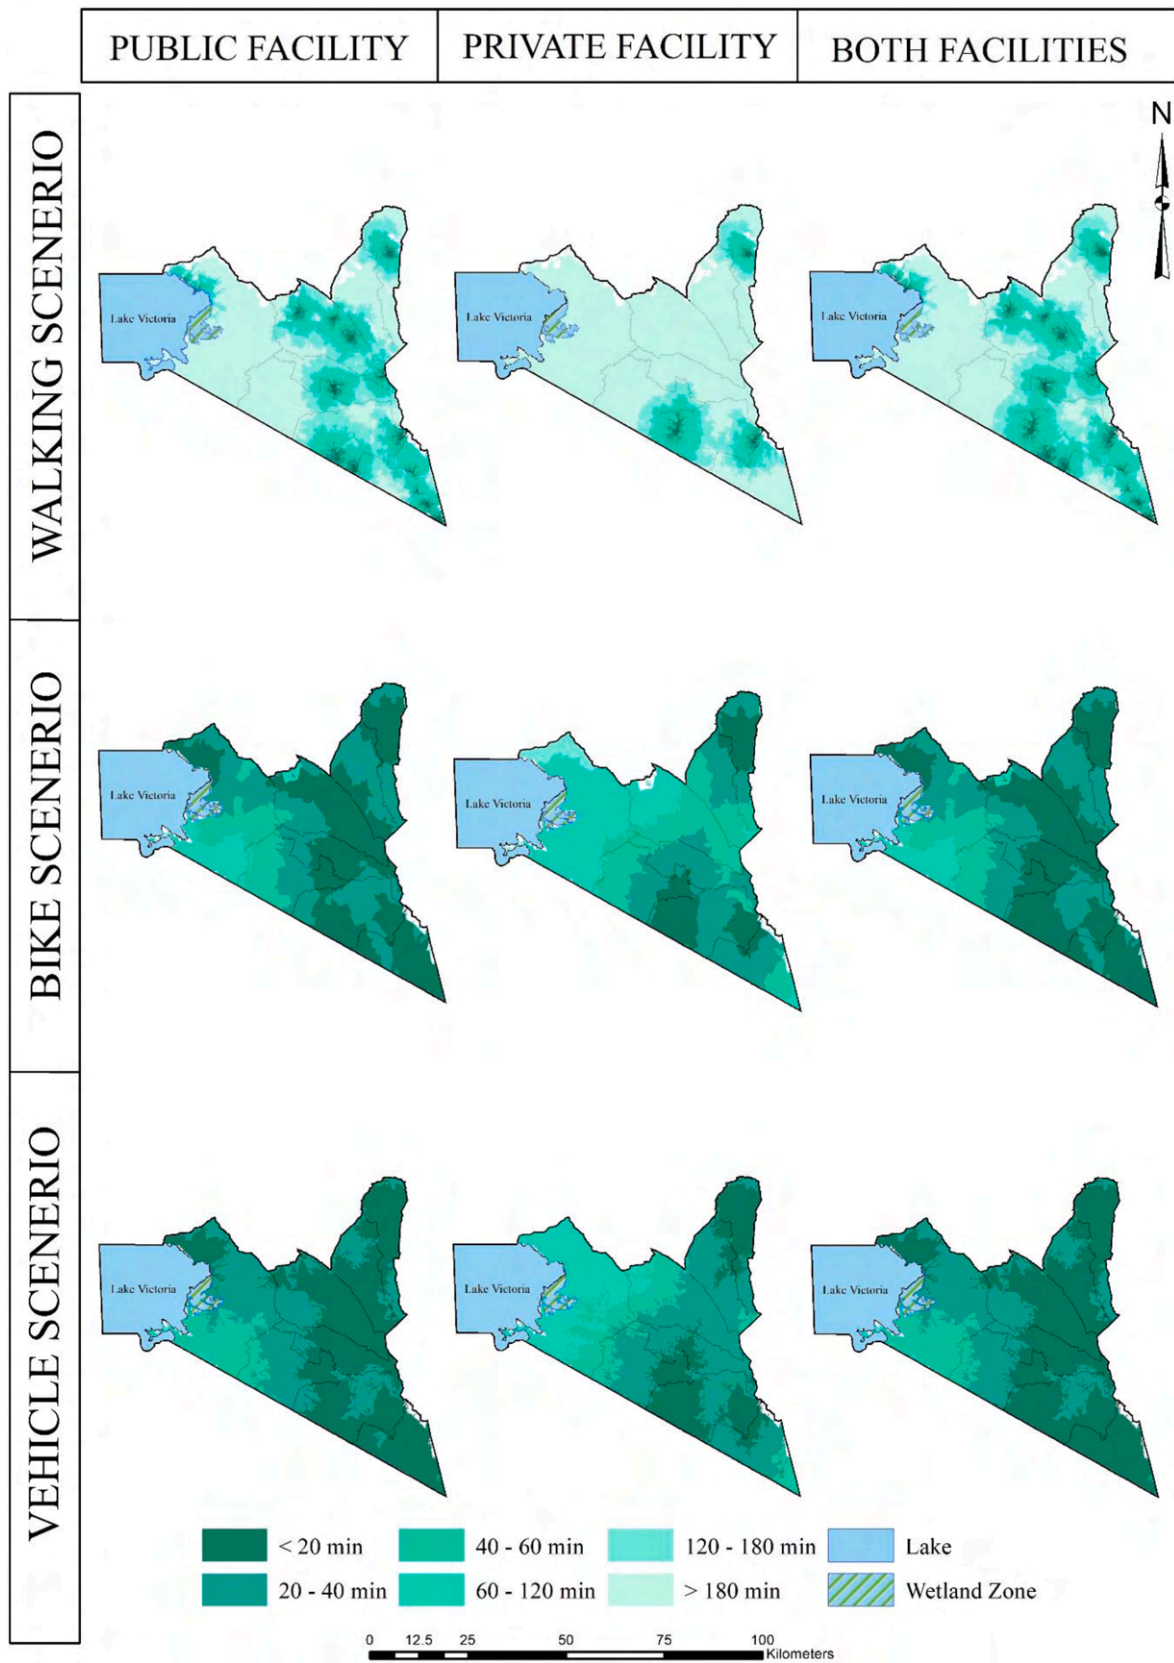 PUBLIC FACILITY
PRIVATE FACILITY
BOTH FACILITIES
N
WALKING SCENERIO
Lake Victoria
Lake Victoria
Lake Victoria
BIKE SCENERIO
Lake Victoria
Lake Victoria
Lake Victoria
VEHICLE SCENERIO
Lake Victoria
Lake Victoria
Lake Victoria
< 20 min
40 - 60 min
120 - 180 min
Lake
20 - 40 min
60 - 120 min
> 180 min
Wetland Zone
0 12.5 25 50 75 100
Kilometers